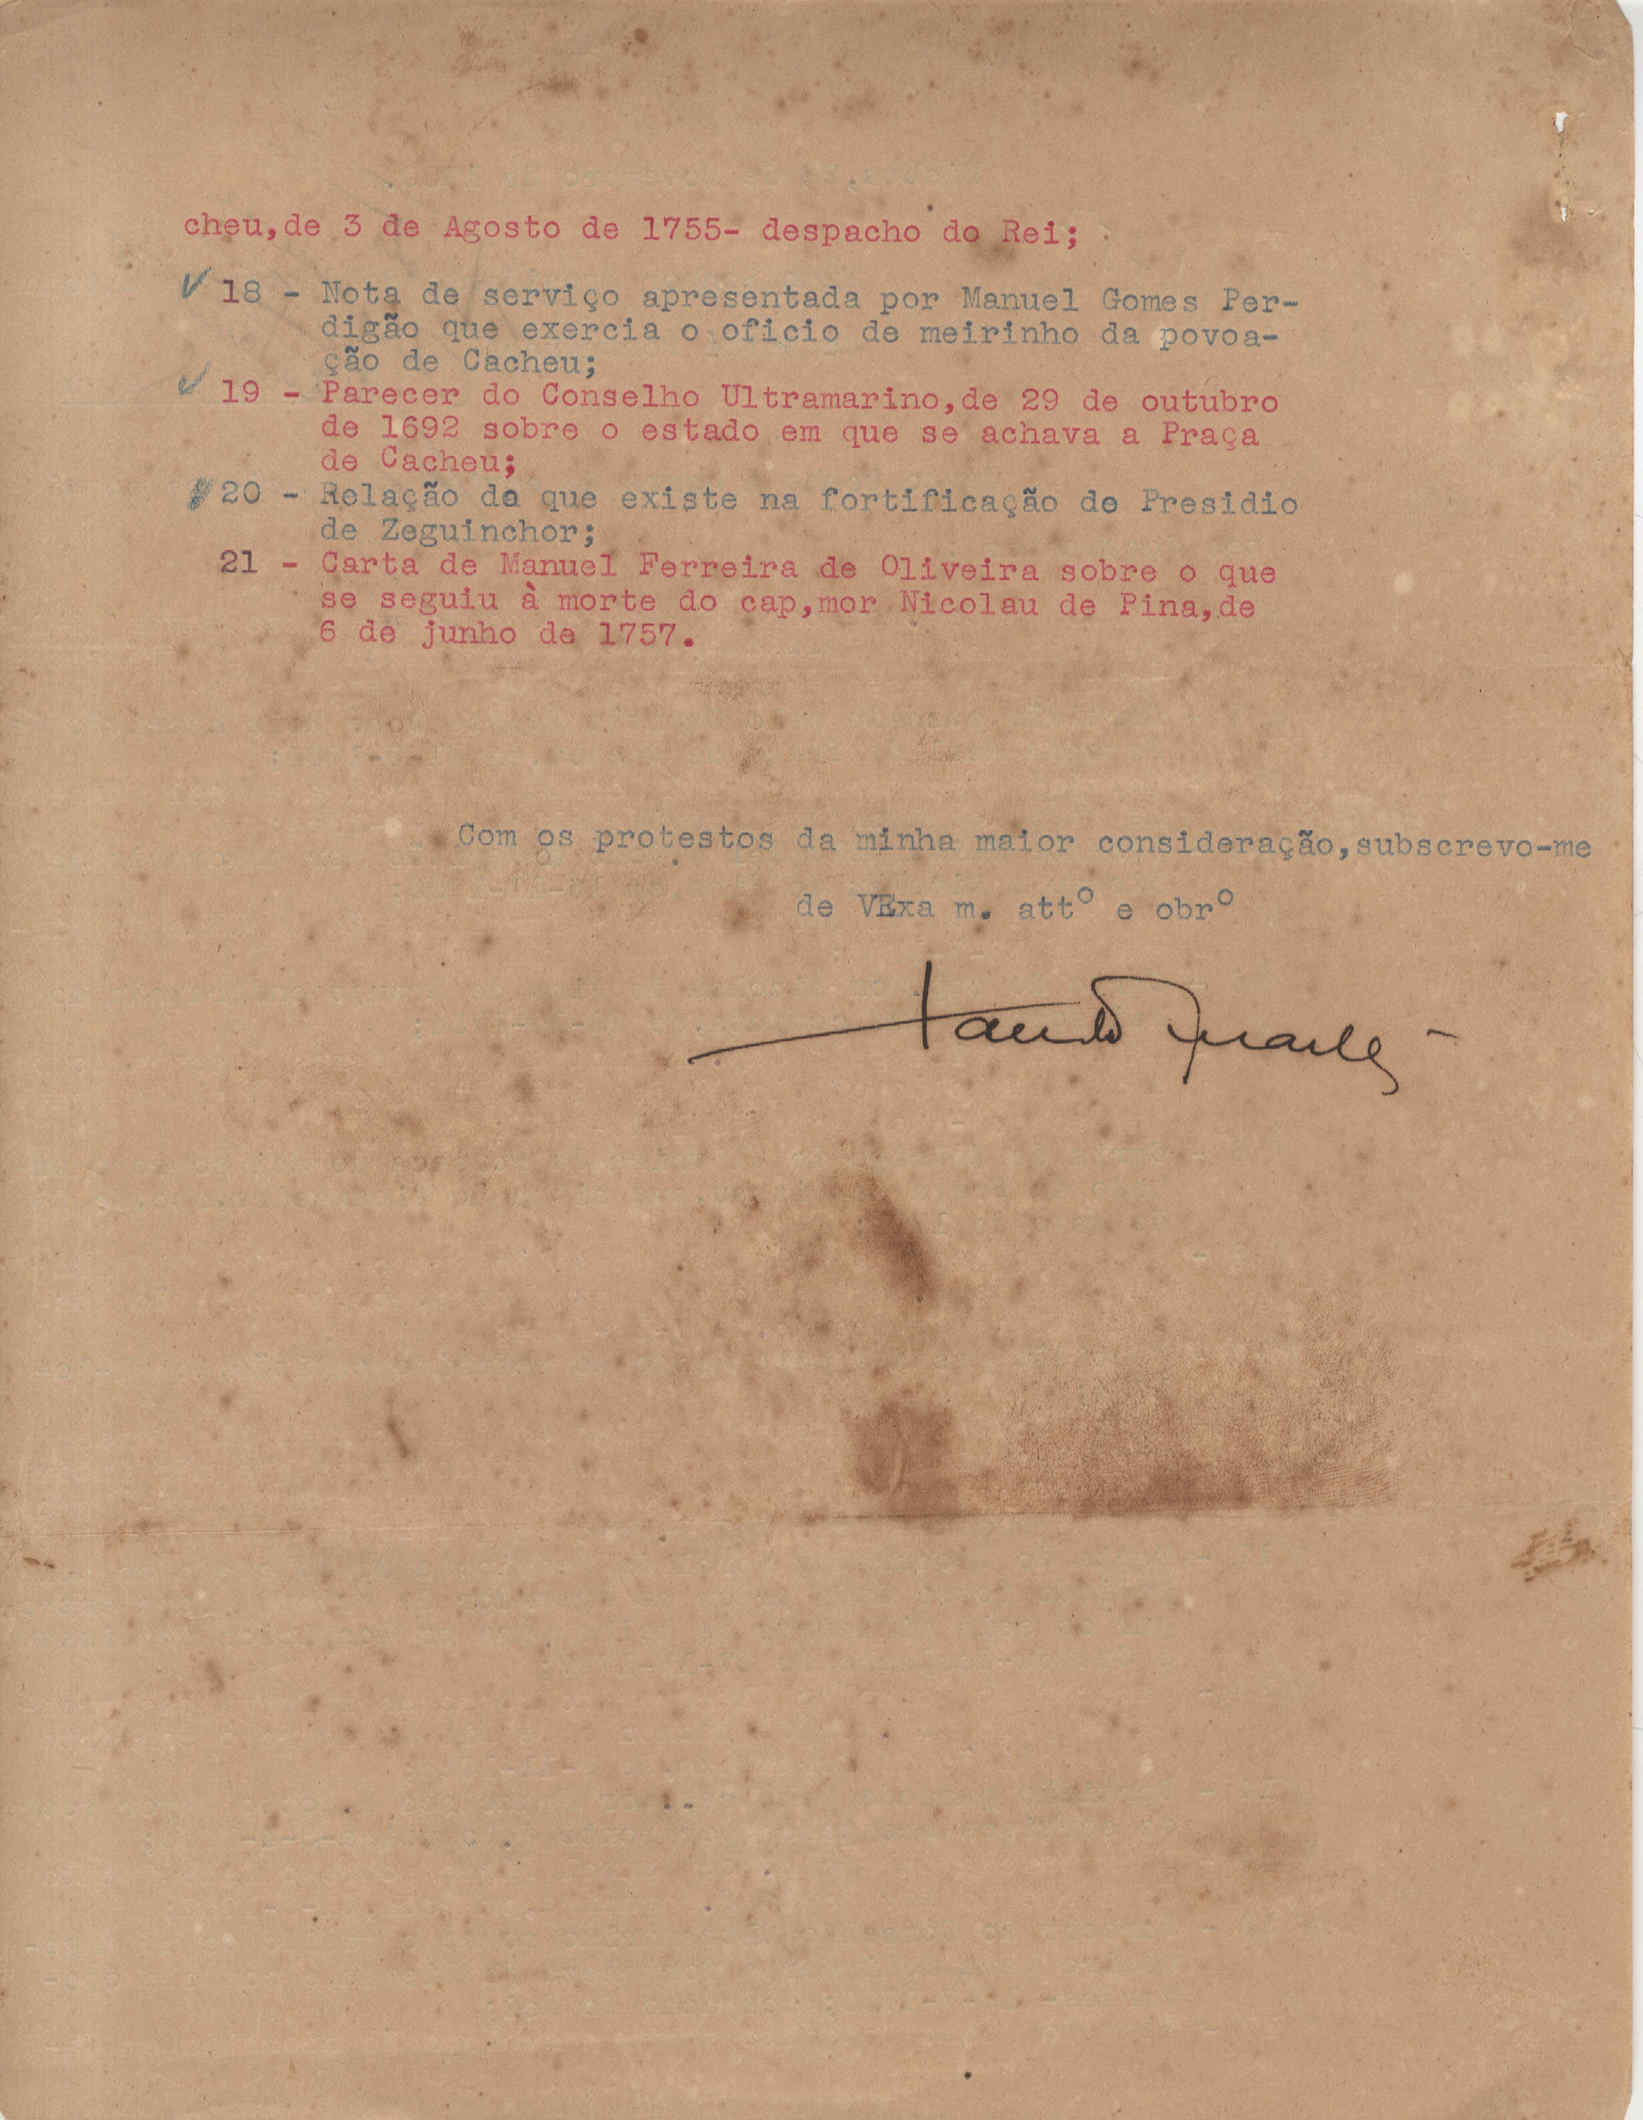 cheu,de 3 de Agosto de 1755- despacho do Rei;
18 - Nota de serviço apresentada por Manuel Gomes Per-
digão que exercia o oficio de meirinho da povoa-
ção de Cacheu;
19 - Parecer do Conselho Ultramarino,de 29 de outubro
de 1692 sobre o estado em que se achava a Praça
de Cacheu;
20 - Relação do que existe na fortificação do Presidio
de Zeguinchor;
21 - Carta de Manuel Ferreira de Oliveira sobre o que
se seguiu à morte do cap,mor Nicolau de Pina,de
6 de junho de 1757.
Com os protestos da minha maior consideração,subscrevo-me
de VExa m. attº e obrº
Fausto Duarte